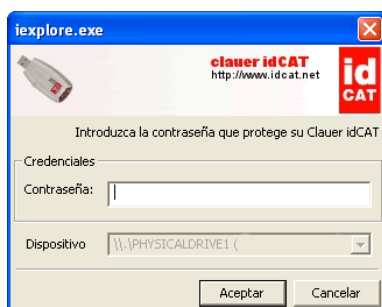 iexplore.exe
clauer idCAT
http://www.idcat.net
id
CAT
Introduzca la contraseña que protege su Clauer idCAT
Credenciales
Contraseña:
Dispositivo \\.\PHYSICALDRIVE1 (
Aceptar Cancelar